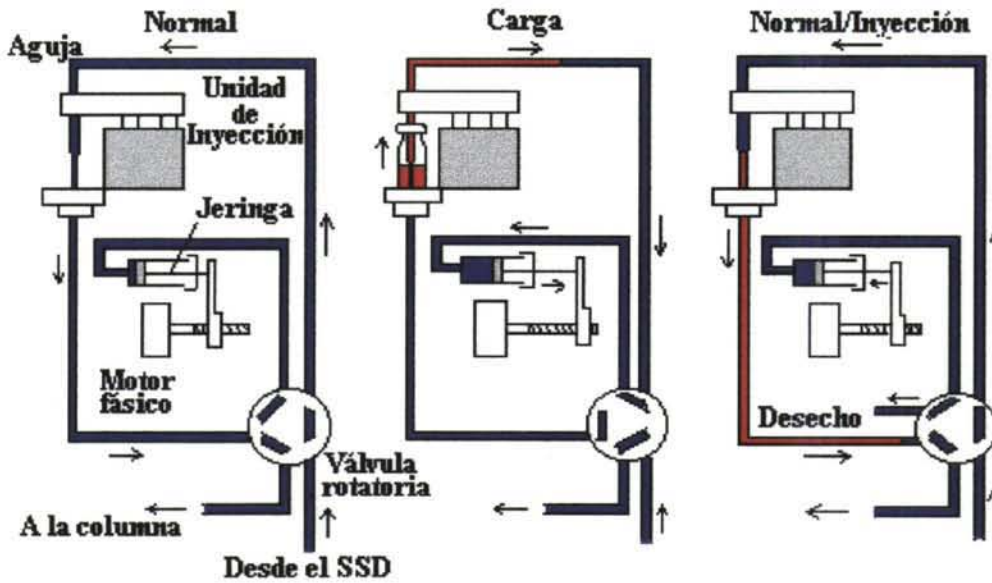 Normal
Aguja
Unidad
de
Inyección
Jeringa
Motor
fásico
Válvula
rotatoria
A la columna
Desde el SSD
Carga
Normal/Inyección
Desecho